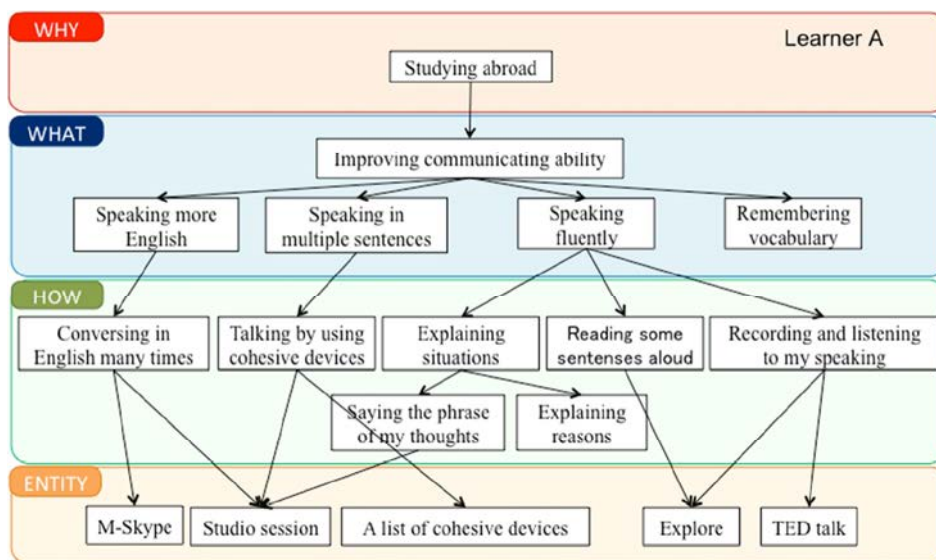 WHY
Learner A
Studying abroad
WHAT
Improving communicating ability
Speaking more
English
Speaking in
multiple sentences
Speaking
fluently
Remembering
vocabulary
HOW
Conversing in
English many times
Talking by using
cohesive devices
Explaining
situations
Reading some
sentenses aloud
Recording and listening
to my speaking
Saying the phrase
of my thoughts
Explaining
reasons
ENTITY
M-Skype
Studio session
A list of cohesive devices
Explore
TED talk